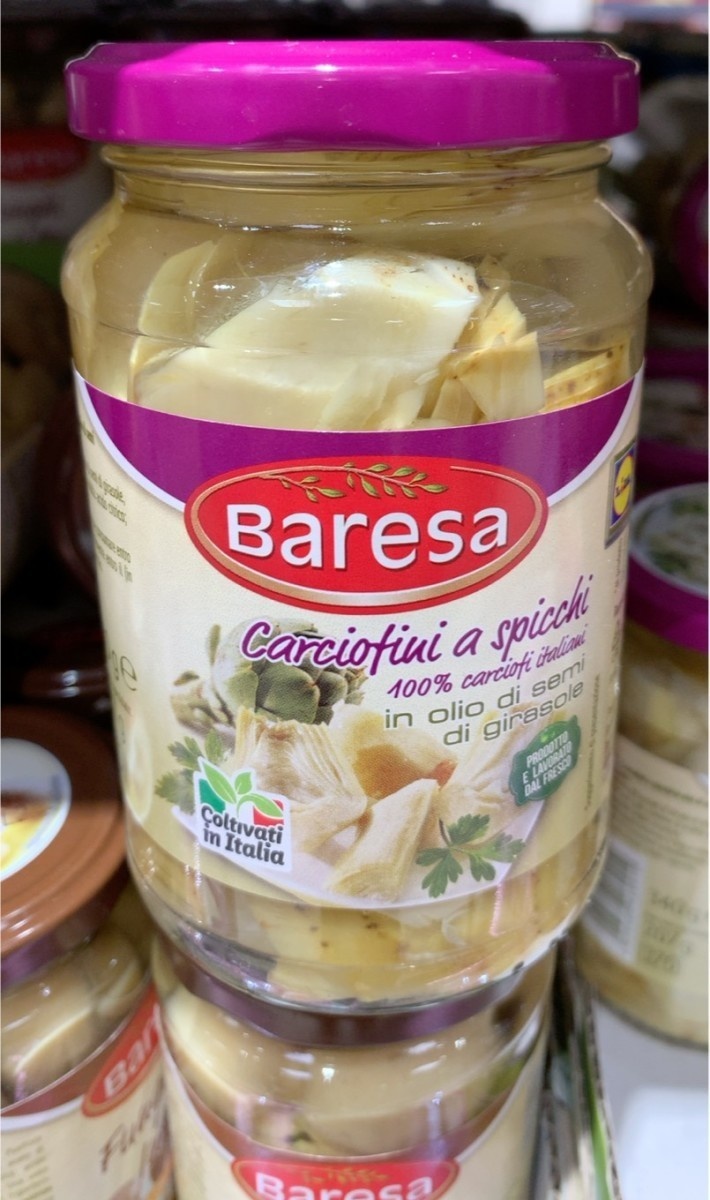 Baresa
Carciofini a spicchi
100% carciofi italiani
in olio di semi
di girasole
PRODOTTO
E LAVORATO
DAL FRESCO
Coltivati
in Italia
Baresa